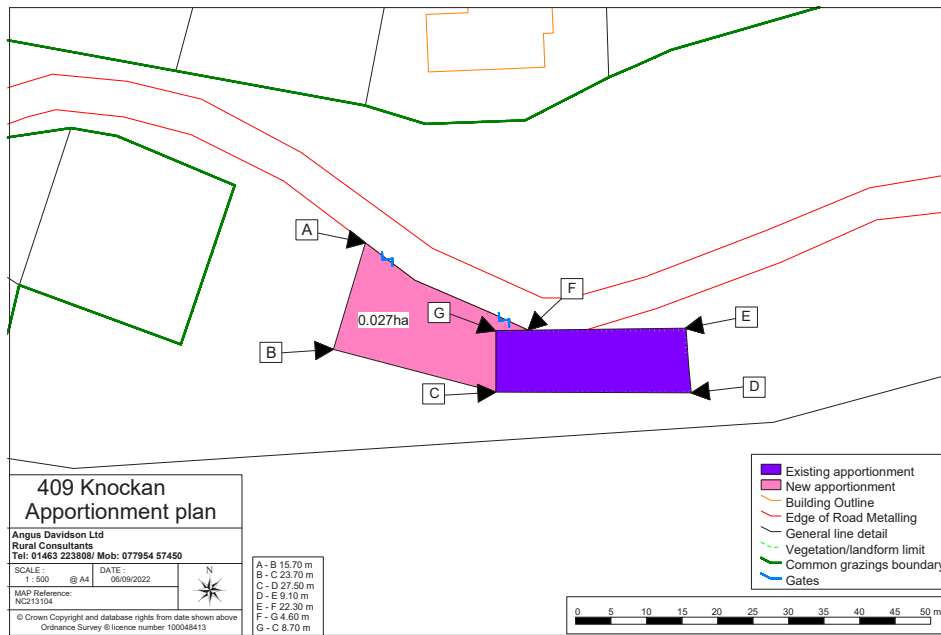 A
F
G
E
0.027ha
B
C
D
409 Knockan
Apportionment plan
Angus Davidson Ltd
Rural Consultants
Tel: 01463 223808/ Mob: 077954 57450
SCALE :
1 : 500 @ A4
DATE :
06/09/2022
MAP Reference:
NC213104
N
© Crown Copyright and database rights from date shown above
Ordnance Survey ® licence number 100048413
A - B 15.70 m
B - C 23.70 m
C - D 27.50 m
D - E 9.10 m
E - F 22.30 m
F - G 4.60 m
G - C 8.70 m
Existing apportionment
New apportionment
Building Outline
Edge of Road Metalling
General line detail
Vegetation/landform limit
Common grazings boundary
Gates
0 5 10 15 20 25 30 35 40 45 50 m